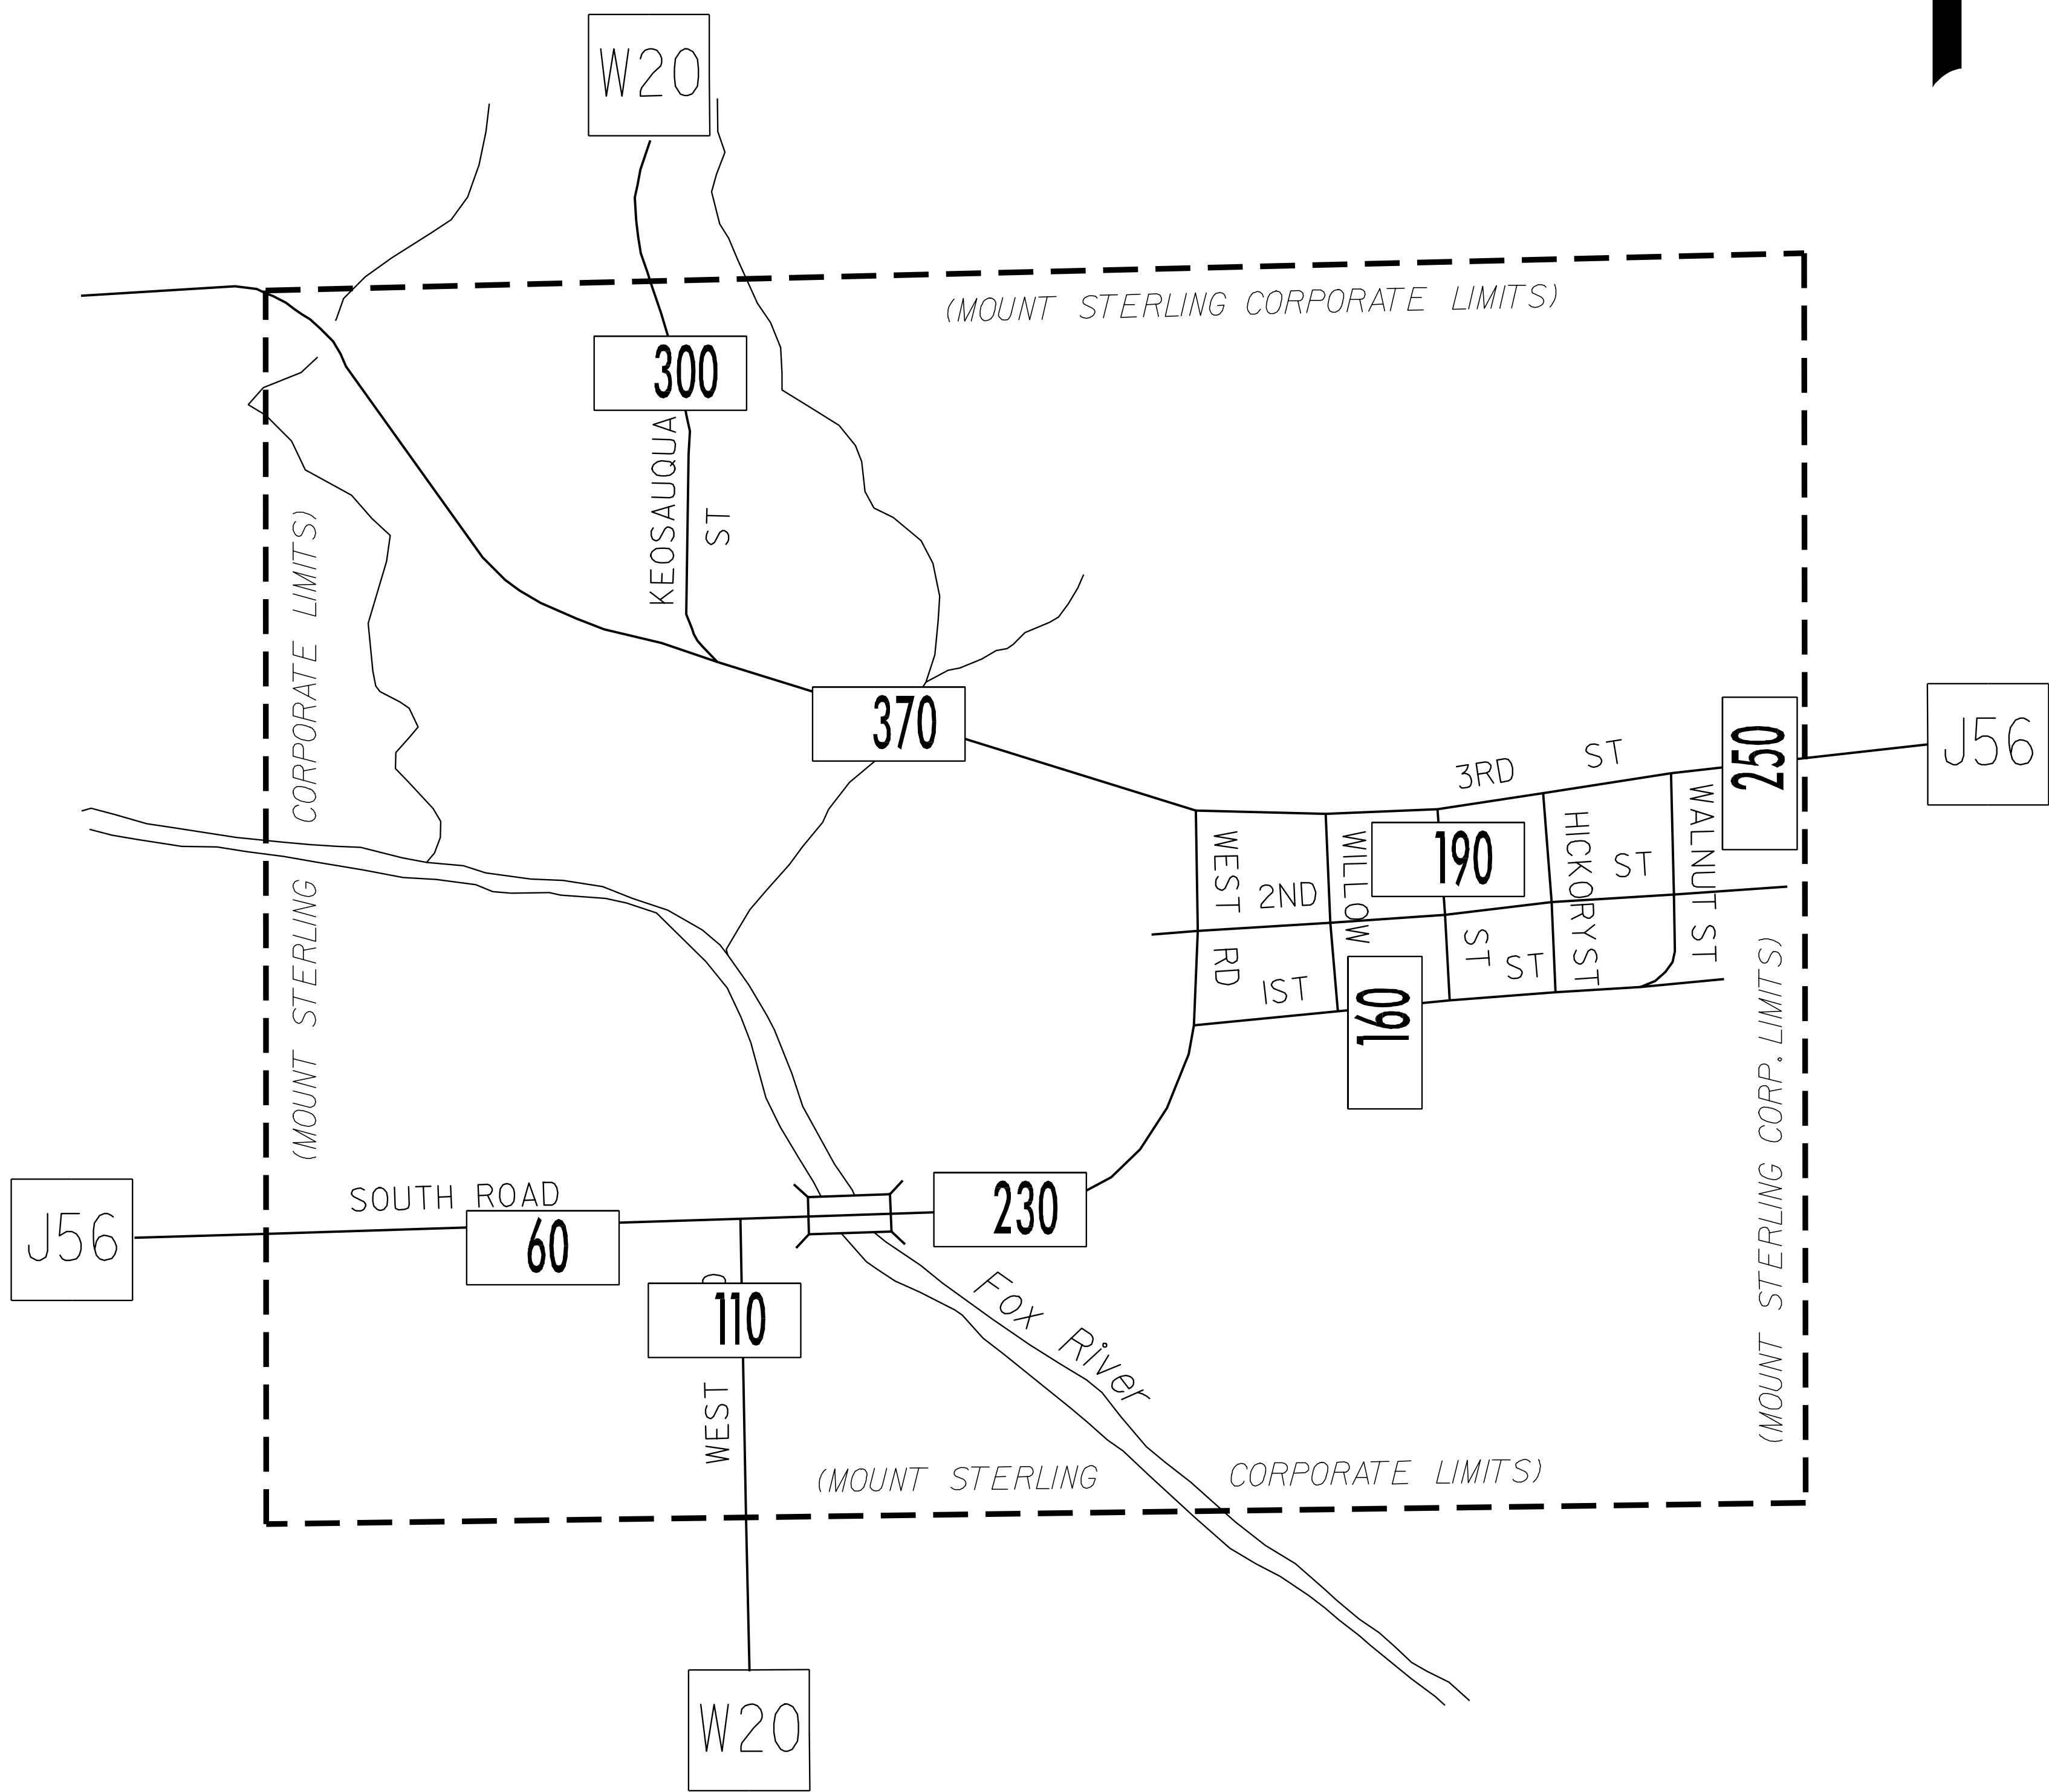 W20
(MOUNT STERLING CORPORATE LIMITS)
300
KEOSAUQUA
ST
(MOUNT STERLING CORPORATE LIMITS)
370
3RD ST
250
J56
190
WEST RD
WILLOW
HICKORY ST
WALNUT ST
2ND ST
ST
1ST ST
160
(MOUNT STERLING CORP. LIMITS)
SOUTH ROAD
J56
60
230
110
WEST
Fox River
(MOUNT STERLING CORPORATE LIMITS)
W20